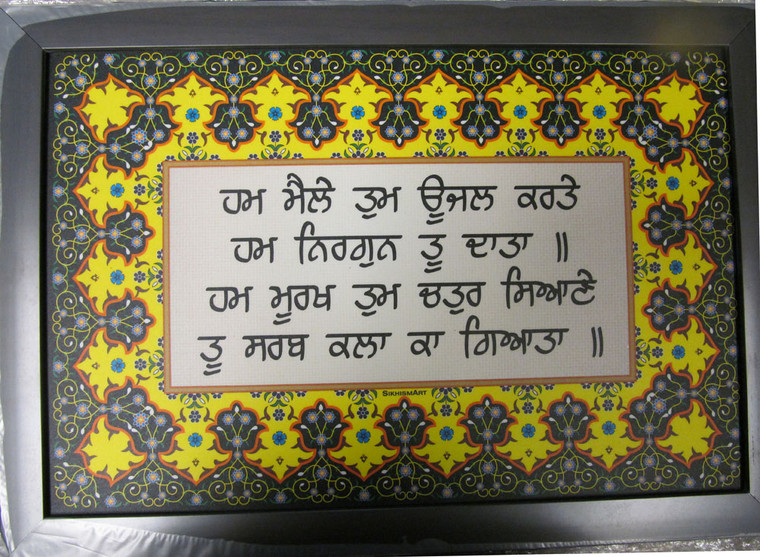 ਹਮ ਮੈਲੇ ਤੁਮ ਊਜਲ ਕਰਤੇ
ਹਮ ਨਿਰਗੁਨ ਤੂ ਦਾਤਾ ॥
ਹਮ ਮੂਰਖ ਤੁਮ ਚਤੁਰ ਸਿਆਣੇ
ਤੂ ਸਰਬ ਕਲਾ ਕਾ ਗਿਆਤਾ ॥
SIKHISMART